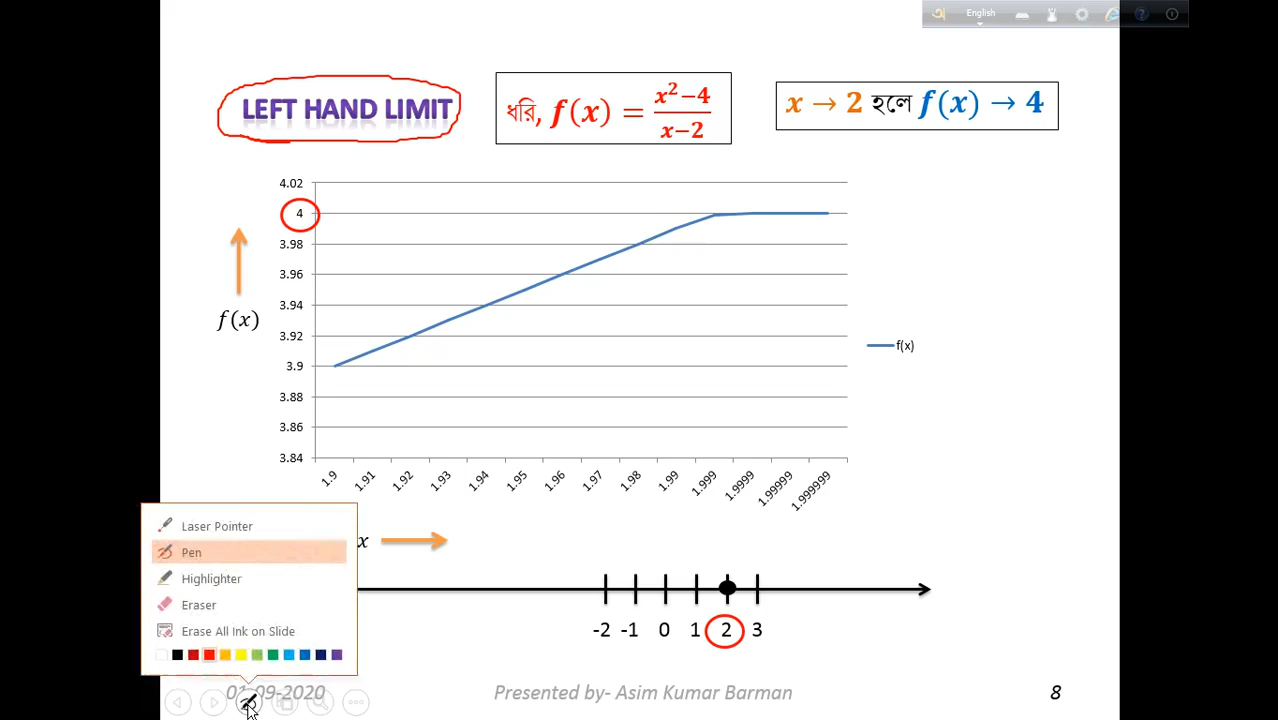 English
LEFT HAND LIMIT
ধরি, f(x) = x²−4 / x−2
x → 2 হলে f(x) → 4
4.02
4
3.98
3.96
3.94
3.92
3.9
3.88
3.86
3.84
f(x)
f(x)
1.9 1.91 1.92 1.93 1.94 1.95 1.96 1.97 1.98 1.99 1.999 1.9999 1.99999 1.999999
x
Laser Pointer
Pen
Highlighter
Eraser
Erase All Ink on Slide
-2 -1 0 1 2 3
01-09-2020
Presented by- Asim Kumar Barman
8